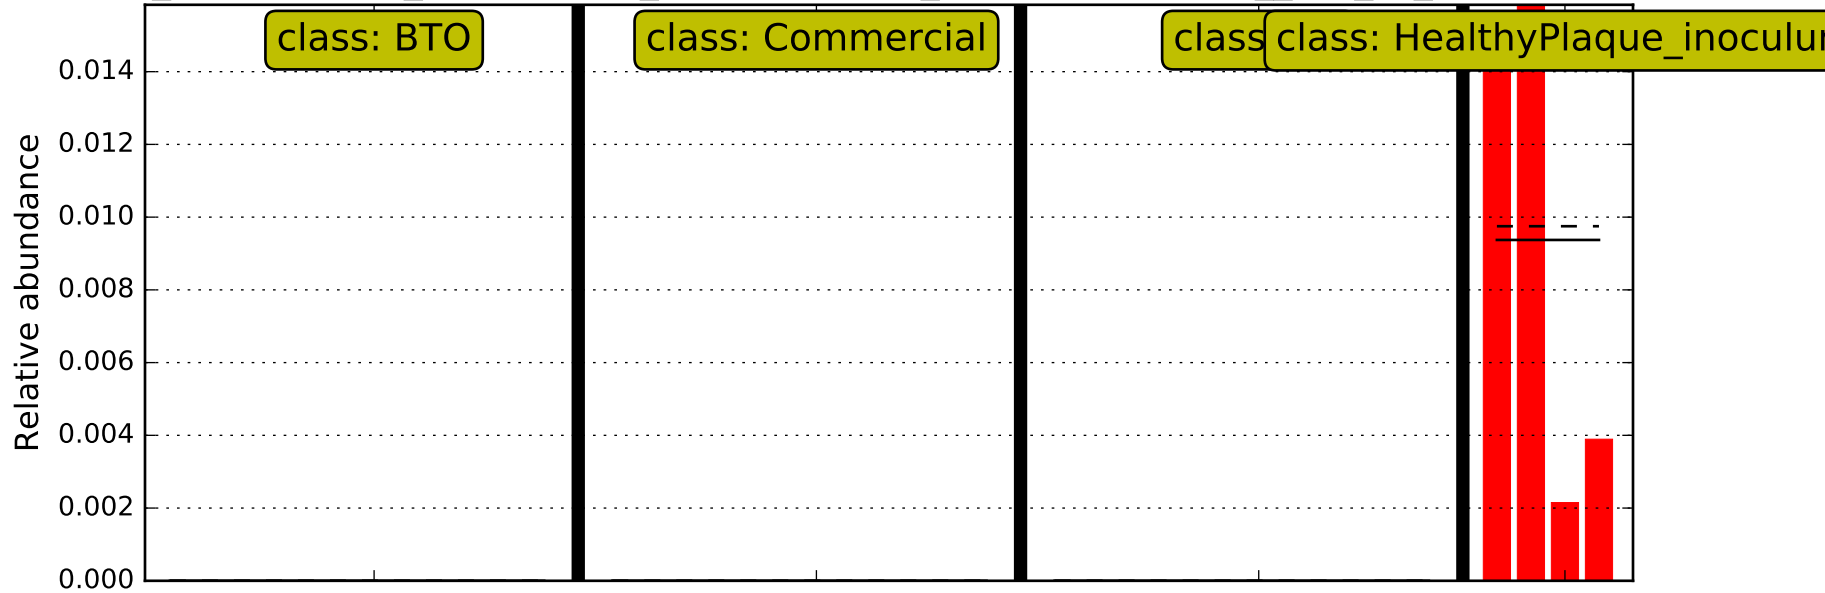 class: BTO
class: Commercial
class
class: HealthyPlaque_inoculu
Relative abundance
0.014
0.012
0.010
0.008
0.006
0.004
0.002
0.000